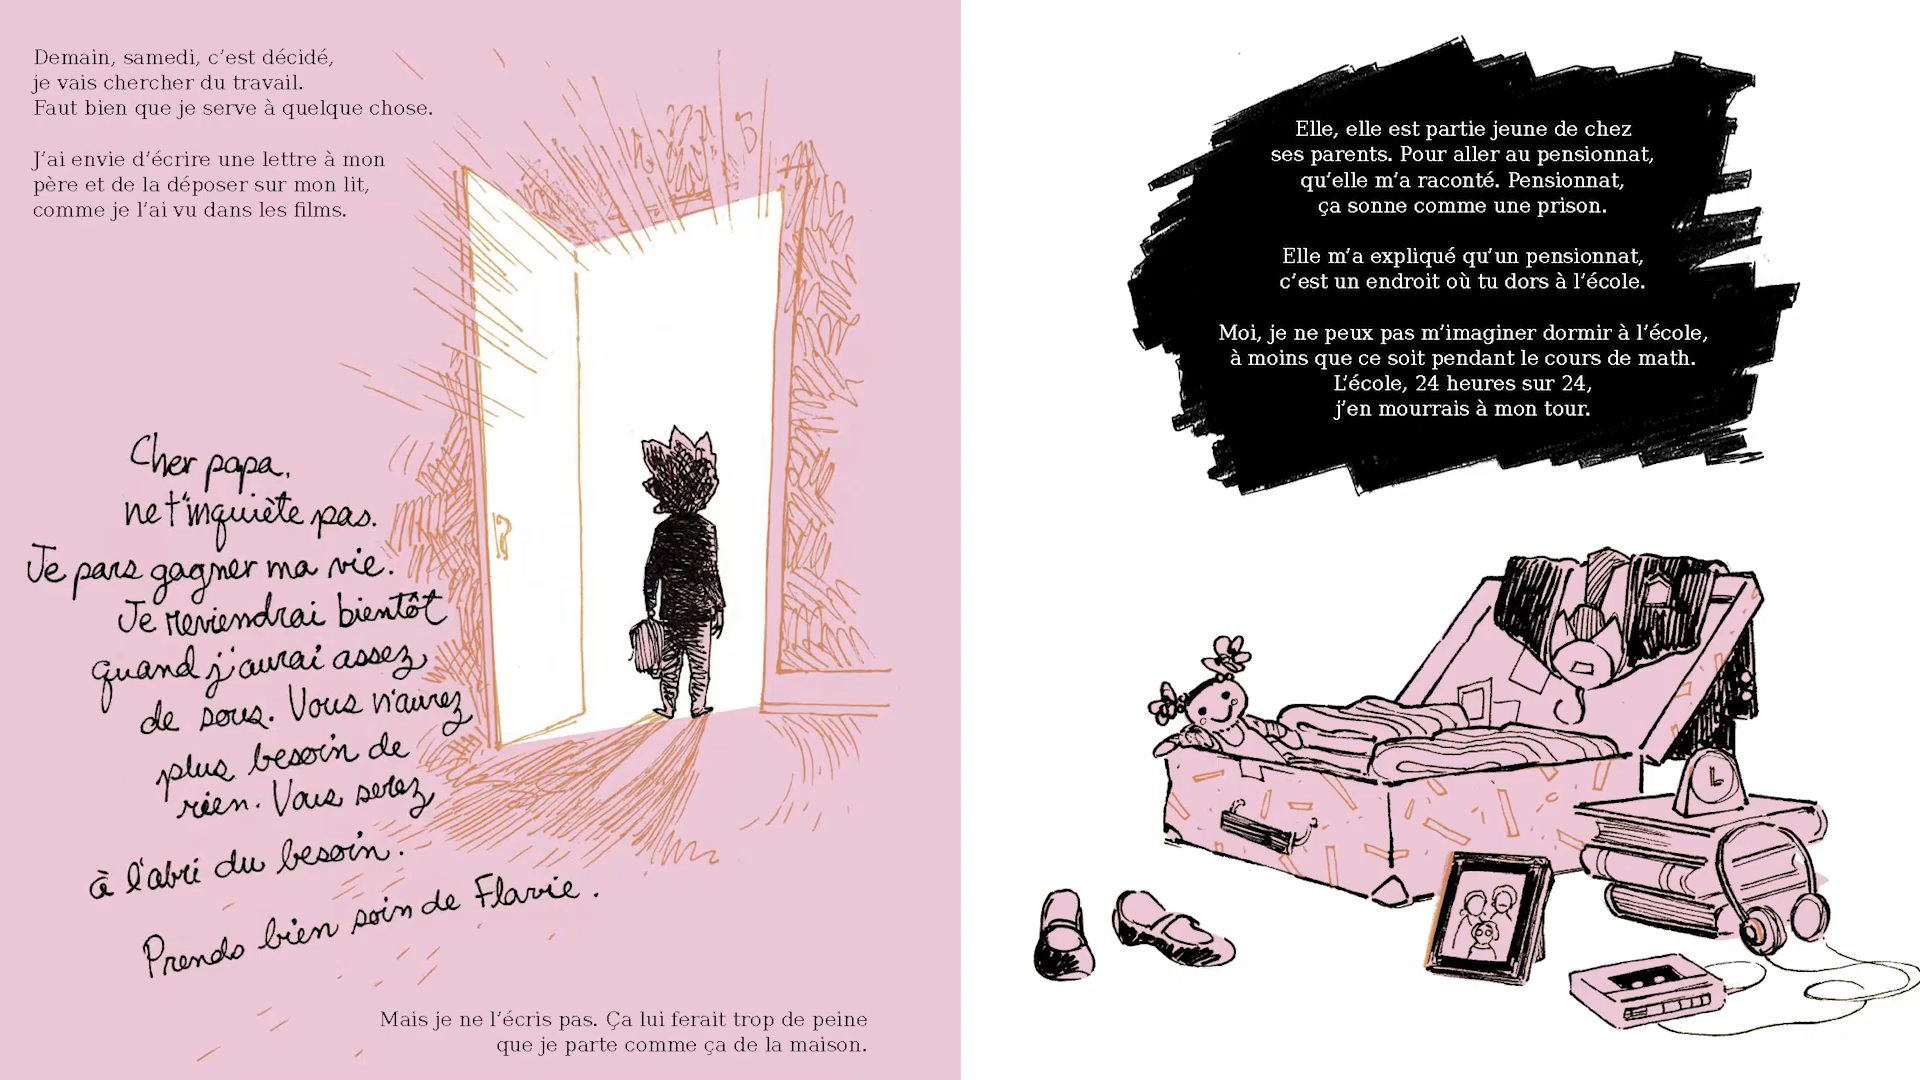 Demain, samedi, c’est décidé,
je vais chercher du travail.
Faut bien que je serve à quelque chose.
J’ai envie d’écrire une lettre à mon
père et de la déposer sur mon lit,
comme je l’ai vu dans les films.
Cher papa,
ne t'inquiète pas.
Je pars gagner ma vie.
Je reviendrai bientôt
quand j'aurai assez
de sous. Vous n'aurez
plus besoin de
rien. Vous serez
à l'abri du besoin.
Prends bien soin de Flavie.
Mais je ne l’écris pas. Ça lui ferait trop de peine
que je parte comme ça de la maison.
Elle, elle est partie jeune de chez
ses parents. Pour aller au pensionnat,
qu’elle m’a raconté. Pensionnat,
ça sonne comme une prison.
Elle m’a expliqué qu’un pensionnat,
c’est un endroit où tu dors à l’école.
Moi, je ne peux pas m’imaginer dormir à l’école,
à moins que ce soit pendant le cours de math.
L’école, 24 heures sur 24,
j’en mourrais à mon tour.